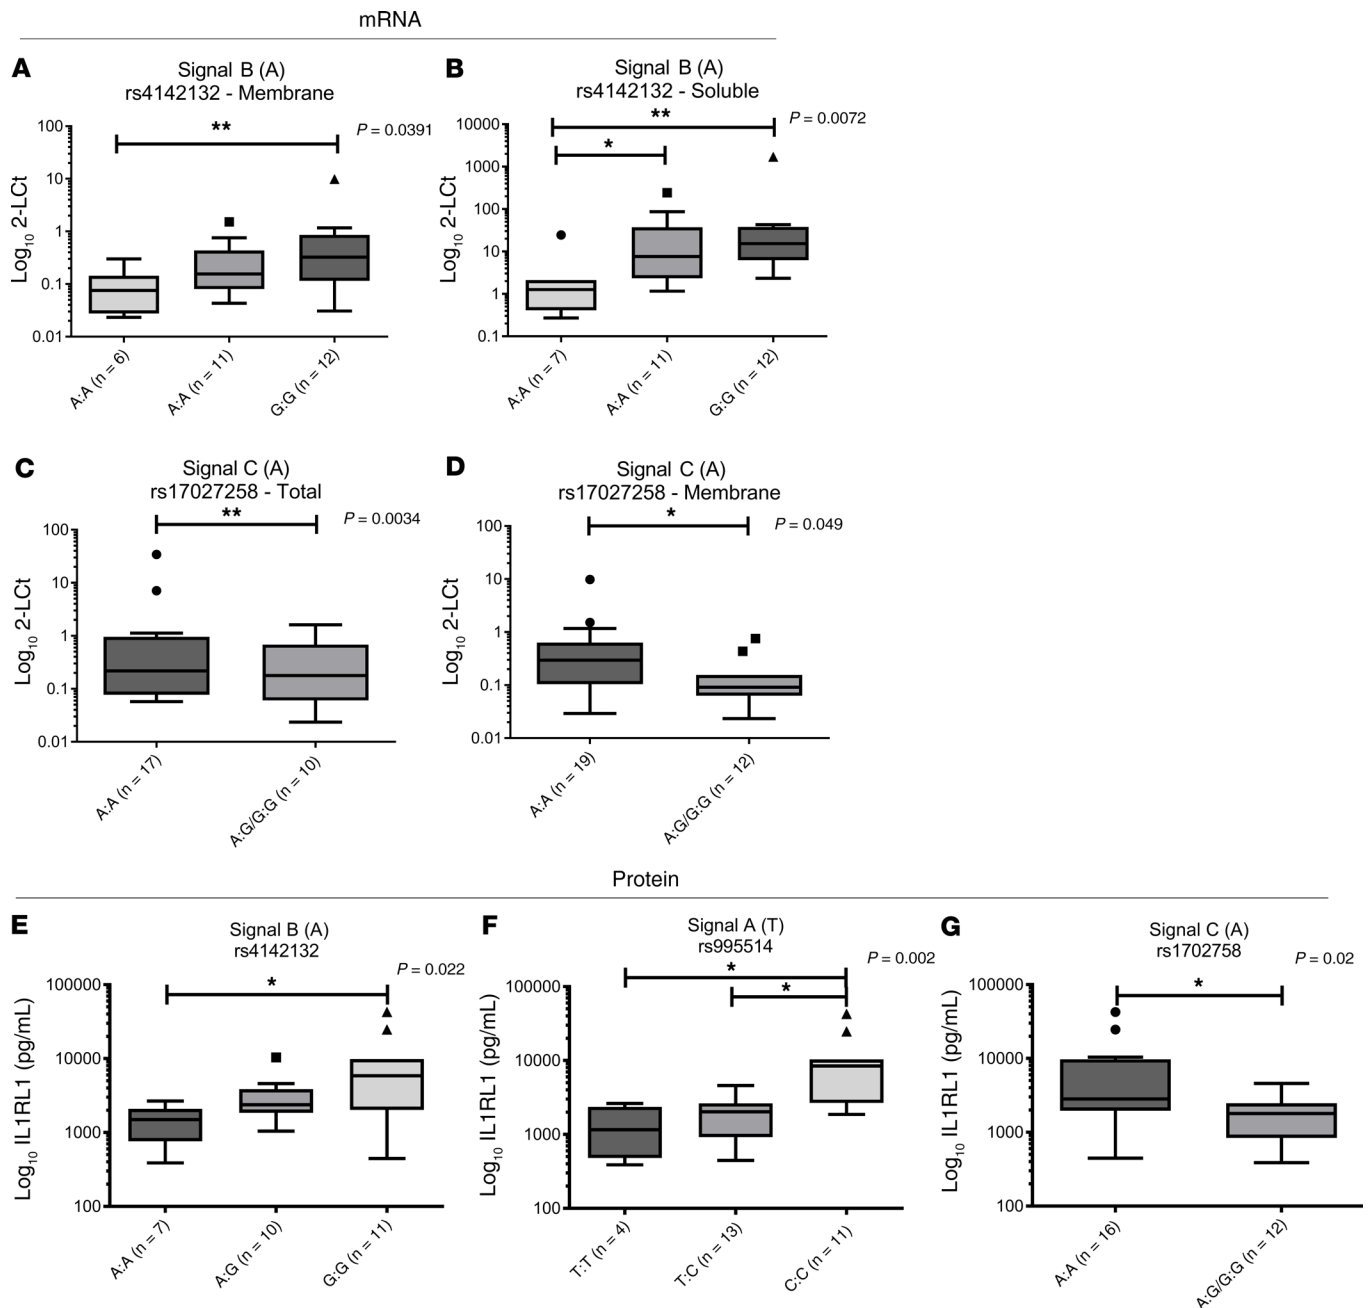 mRNA
A
Signal B (A)
rs4142132 - Membrane
**
P = 0.0391
Log10 2-LCt
100
10
1
0.1
0.01
A:A (n = 6)
A:A (n = 11)
G:G (n = 12)
B
Signal B (A)
rs4142132 - Soluble
**
*
P = 0.0072
Log10 2-LCt
10000
1000
100
10
1
0.1
A:A (n = 7)
A:A (n = 11)
G:G (n = 12)
C
Signal C (A)
rs17027258 - Total
**
P = 0.0034
Log10 2-LCt
100
10
1
0.1
0.01
A:A (n = 17)
A:G/G:G (n = 10)
D
Signal C (A)
rs17027258 - Membrane
*
P = 0.049
Log10 2-LCt
100
10
1
0.1
0.01
A:A (n = 19)
A:G/G:G (n = 12)
Protein
E
Signal B (A)
rs4142132
*
P = 0.022
Log10 IL1RL1 (pg/mL)
100000
10000
1000
100
A:A (n = 7)
A:G (n = 10)
G:G (n = 11)
F
Signal A (T)
rs995514
*
*
P = 0.002
Log10 IL1RL1 (pg/mL)
100000
10000
1000
100
T:T (n = 4)
T:C (n = 13)
C:C (n = 11)
G
Signal C (A)
rs1702758
*
P = 0.02
Log10 IL1RL1 (pg/mL)
100000
10000
1000
100
A:A (n = 16)
A:G/G:G (n = 12)